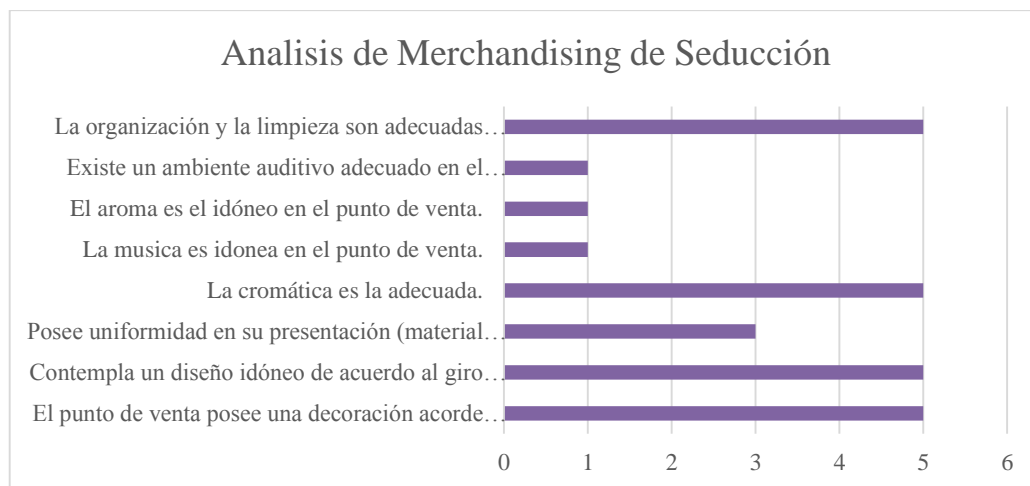 Analisis de Merchandising de Seducción
La organización y la limpieza son adecuadas…
Existe un ambiente auditivo adecuado en el…
El aroma es el idóneo en el punto de venta.
La musica es idonea en el punto de venta.
La cromática es la adecuada.
Posee uniformidad en su presentación (material…
Contempla un diseño idóneo de acuerdo al giro…
El punto de venta posee una decoración acorde…
0 1 2 3 4 5 6